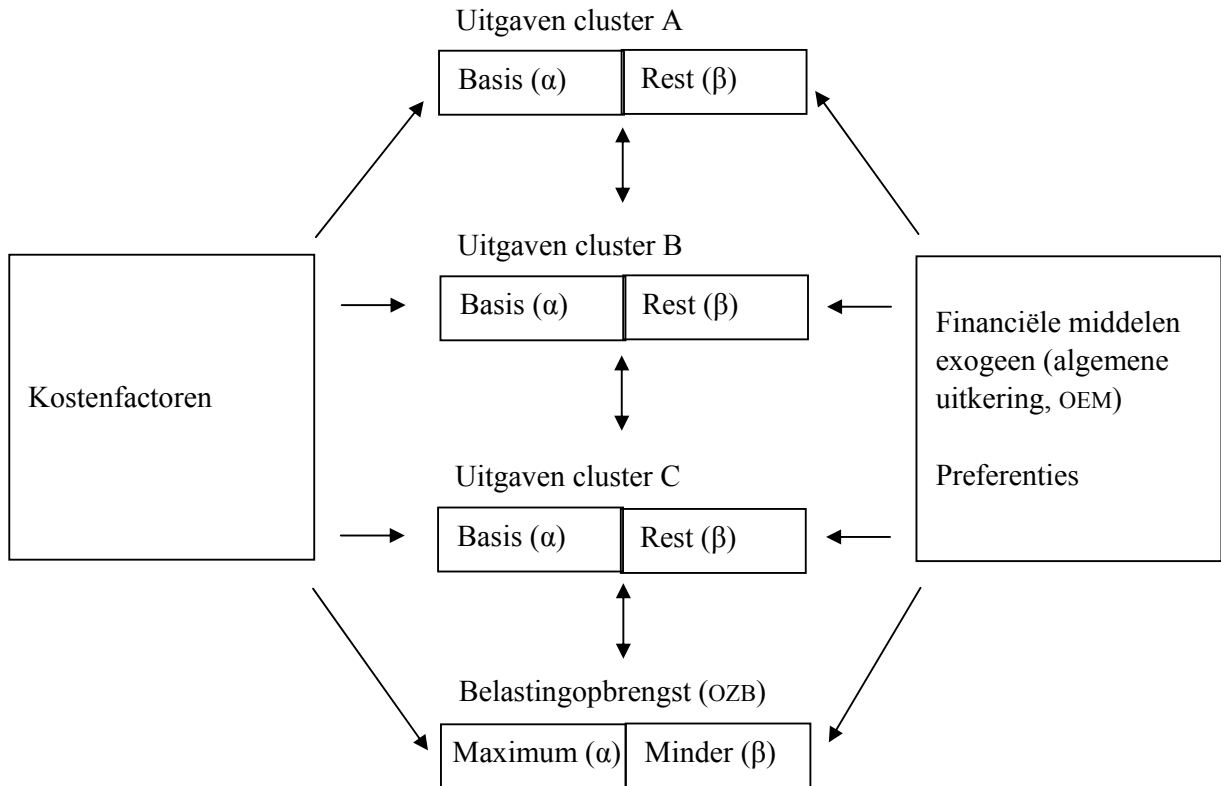 Uitgaven cluster A
Basis (α)
Rest (β)
Uitgaven cluster B
Basis (α)
Rest (β)
Kostenfactoren
Financiële middelen
exogeen (algemene
uitkering, OEM)
Preferenties
Uitgaven cluster C
Basis (α)
Rest (β)
Belastingopbrengst (OZB)
Maximum (α)
Minder (β)